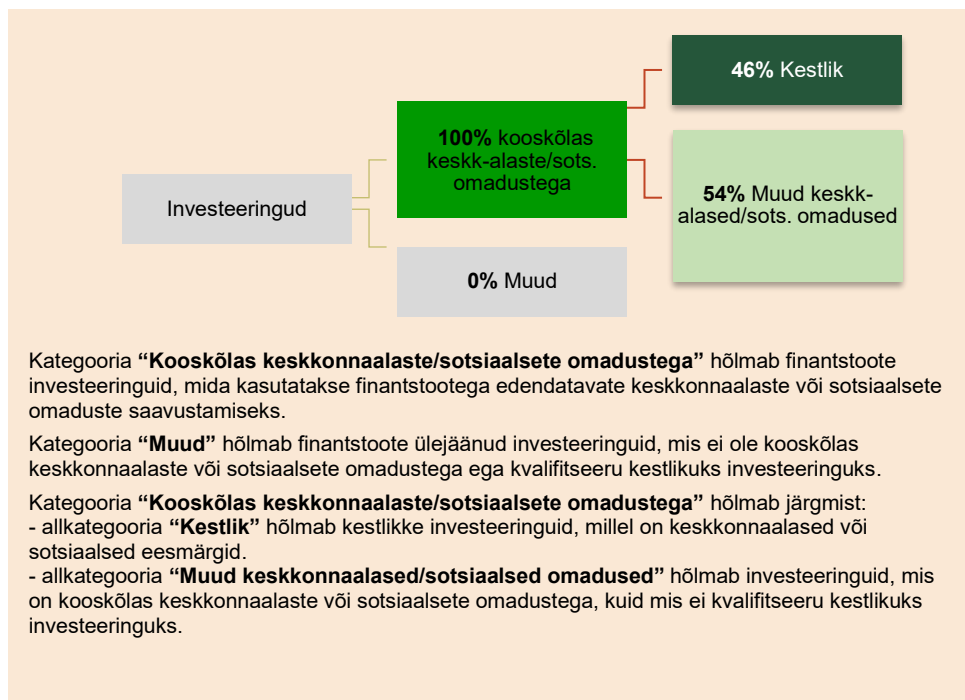 46% Kestlik
100% kooskõlas
keskk-alaste/sots.
omadustega
54% Muud keskk-
alased/sots. omadused
Investeeringud
0% Muud
Kategooria “Kooskõlas keskkonnaalaste/sotsiaalsete omadustega” hõlmab finantstoote
investeeringuid, mida kasutatakse finantstootega edendatavate keskkonnaalaste või sotsiaalsete
omaduste saavustamiseks.
Kategooria “Muud” hõlmab finantstoote ülejäänud investeeringuid, mis ei ole kooskõlas
keskkonnaalaste või sotsiaalsete omadustega ega kvalifitseeru kestlikuks investeeringuks.
Kategooria “Kooskõlas keskkonnaalaste/sotsiaalsete omadustega” hõlmab järgmist:
- allkategooria “Kestlik” hõlmab kestlikke investeeringuid, millel on keskkonnaalased või
sotsiaalsed eesmärgid.
- allkategooria “Muud keskkonnaalased/sotsiaalsed omadused” hõlmab investeeringuid, mis
on kooskõlas keskkonnaalaste või sotsiaalsete omadustega, kuid mis ei kvalifitseeru kestlikuks
investeeringuks.